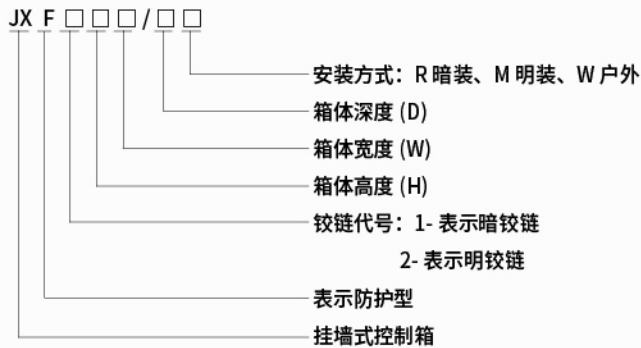 JX F □ □ □ / □ □
安装方式：R 暗装、M 明装、W 户外
箱体深度 (D)
箱体宽度 (W)
箱体高度 (H)
铰链代号：1- 表示暗铰链
2- 表示明铰链
表示防护型
挂墙式控制箱